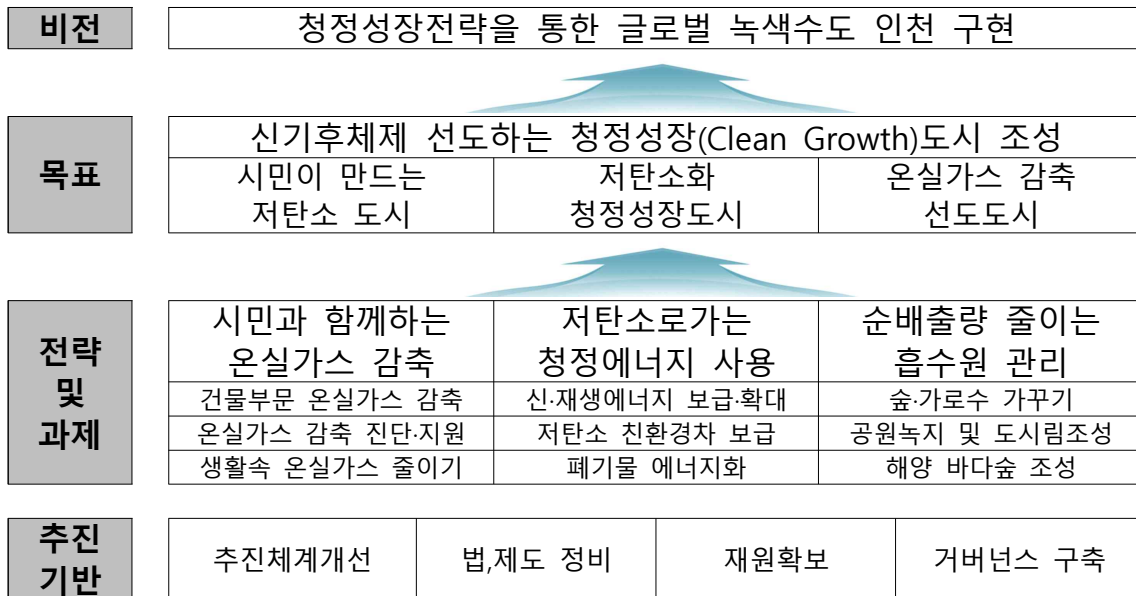 비전
청정성장전략을 통한 글로벌 녹색수도 인천 구현
목표
신기후체제 선도하는 청정성장(Clean Growth)도시 조성
시민이 만드는
저탄소 도시
저탄소화
청정성장도시
온실가스 감축
선도도시
전략
및
과제
시민과 함께하는
온실가스 감축
저탄소로가는
청정에너지 사용
순배출량 줄이는
흡수원 관리
건물부문 온실가스 감축
신·재생에너지 보급·확대
숲·가로수 가꾸기
온실가스 감축 진단·지원
저탄소 친환경차 보급
공원녹지 및 도시림조성
생활속 온실가스 줄이기
폐기물 에너지화
해양 바다숲 조성
추진
기반
추진체계개선
법,제도 정비
재원확보
거버넌스 구축